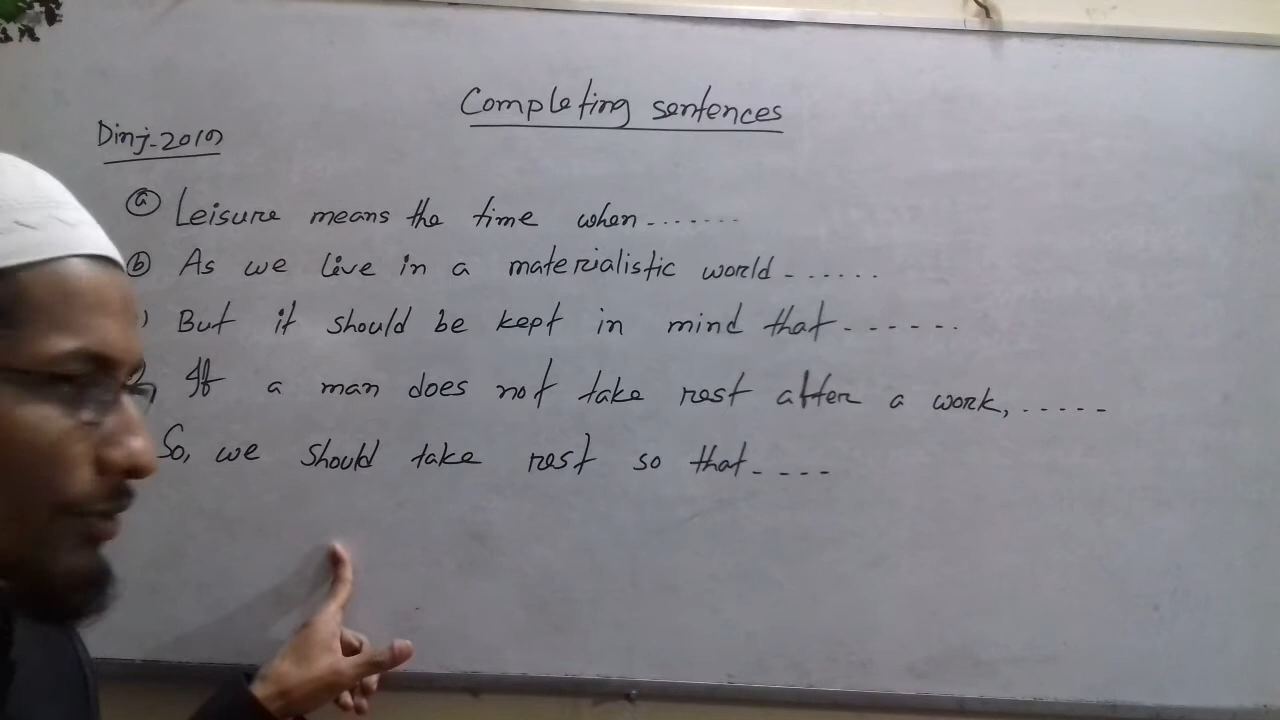 Completing sentences
Dinj-2019
ⓐ Leisure means the time when.......
ⓑ As we live in a materialistic world ......
) But it should be kept in mind that.......
If a man does not take rest after a work, .....
So, we should take rest so that....